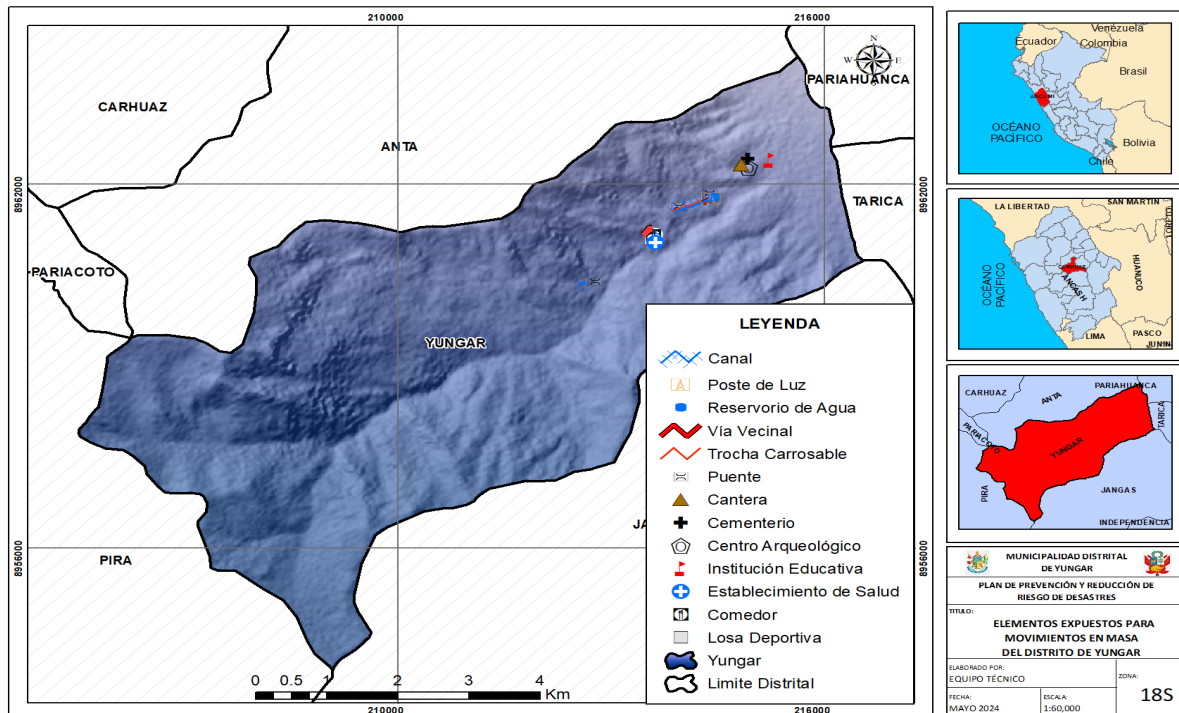 210000
216000
N
W
E
S
PARIAHUANCA
CARHUAZ
ANTA
8962000
8962000
TARICA
PARIACOTO
YUNGAR
PIRA
8956000
8956000
LEYENDA
Canal
Poste de Luz
Reservorio de Agua
Vía Vecinal
Trocha Carrosable
Puente
Cantera
Cementerio
Centro Arqueológico
Institución Educativa
Establecimiento de Salud
Comedor
Losa Deportiva
Yungar
Limite Distrital
0 0.5 1 2 3 4
Km
210000
216000
Venezuela
Ecuador
Colombia
Brasil
ANCASH
OCÉANO
PACÍFICO
Bolivia
Chile
SAN MARTIN
LA LIBERTAD
LORETO
HUANUCO
CARHUAZ
ANCASH
OCÉANO
PACÍFICO
LIMA
PASCO
JUNIN
PARIAHUANCA
CARHUAZ
ANTA
TARICA
PARIACOTO
YUNGAR
PIRA
JANGAS
INDEPENDENCIA
MUNICIPALIDAD DISTRITAL
DE YUNGAR
PLAN DE PREVENCIÓN Y REDUCCIÓN DE
RIESGO DE DESASTRES
TITULO:
ELEMENTOS EXPUESTOS PARA
MOVIMIENTOS EN MASA
DEL DISTRITO DE YUNGAR
ELABORADO POR:
EQUIPO TÉCNICO
ZONA:
18S
FECHA:
MAYO 2024
ESCALA:
1:60,000